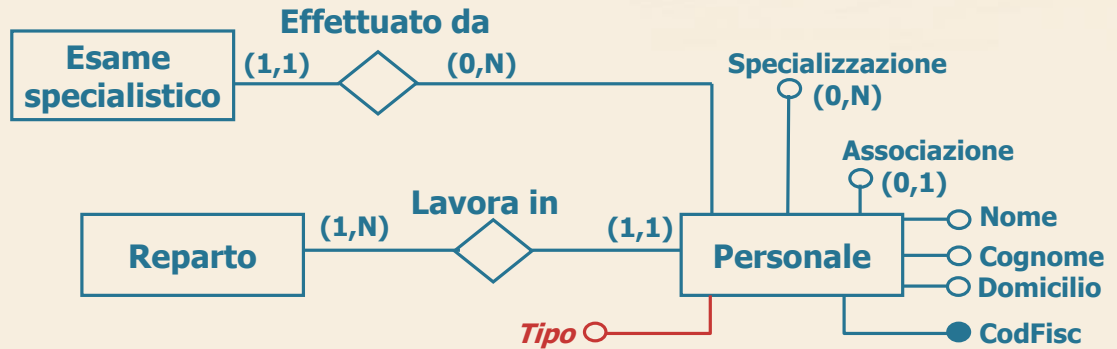 Effettuato da
Esame
specialistico
(1,1)
(0,N)
Specializzazione
(0,N)
Associazione
(0,1)
Lavora in
Reparto
(1,N)
(1,1)
Personale
Nome
Cognome
Domicilio
CodFisc
Tipo